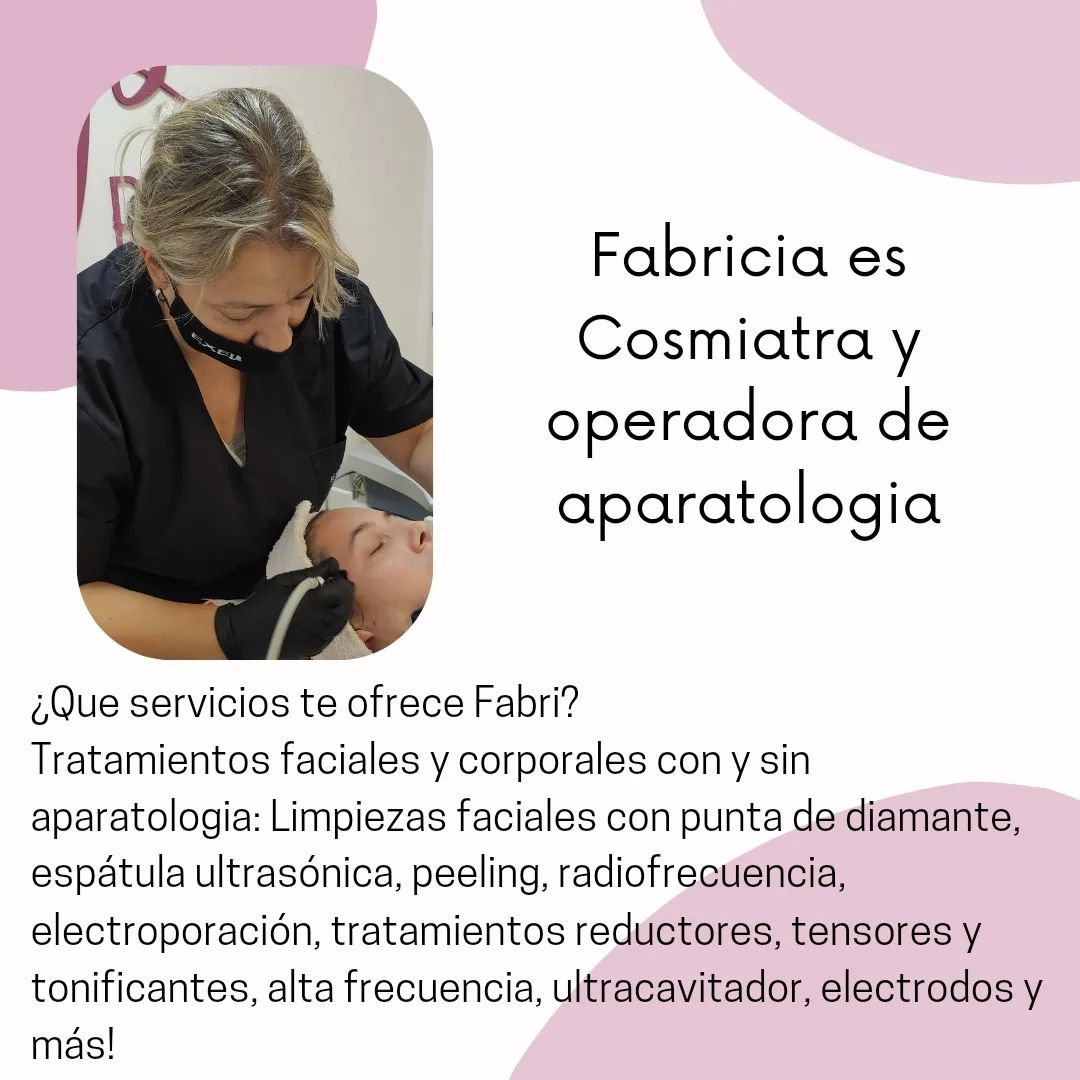 Fabricia es
Cosmiatra y
operadora de
aparatologia
¿Que servicios te ofrece Fabri?
Tratamientos faciales y corporales con y sin
aparatologia: Limpiezas faciales con punta de diamante,
espátula ultrasónica, peeling, radiofrecuencia,
electroporación, tratamientos reductores, tensores y
tonificantes, alta frecuencia, ultracavitador, electrodos y
más!